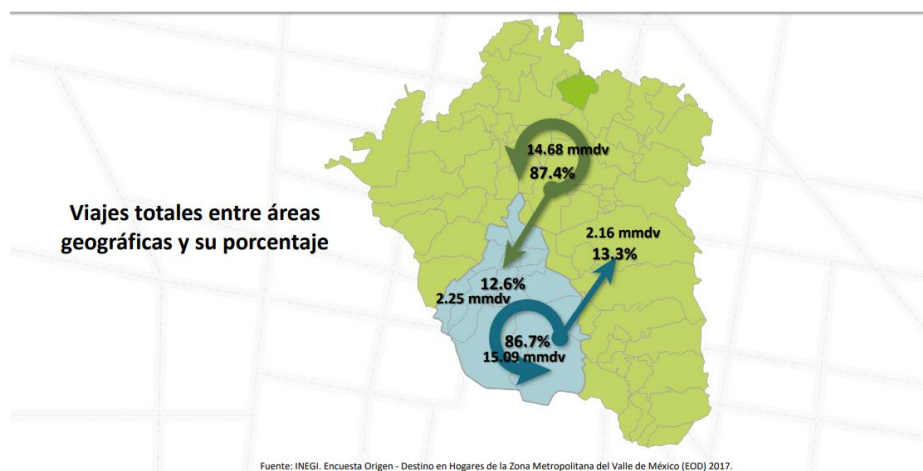 14.68 mmdv
87.4%
Viajes totales entre áreas
geográficas y su porcentaje
2.16 mmdv
13.3%
12.6%
2.25 mmdv
86.7%
15.09 mmdv
Fuente: INEGI. Encuesta Origen - Destino en Hogares de la Zona Metropolitana del Valle de México (EOD) 2017.